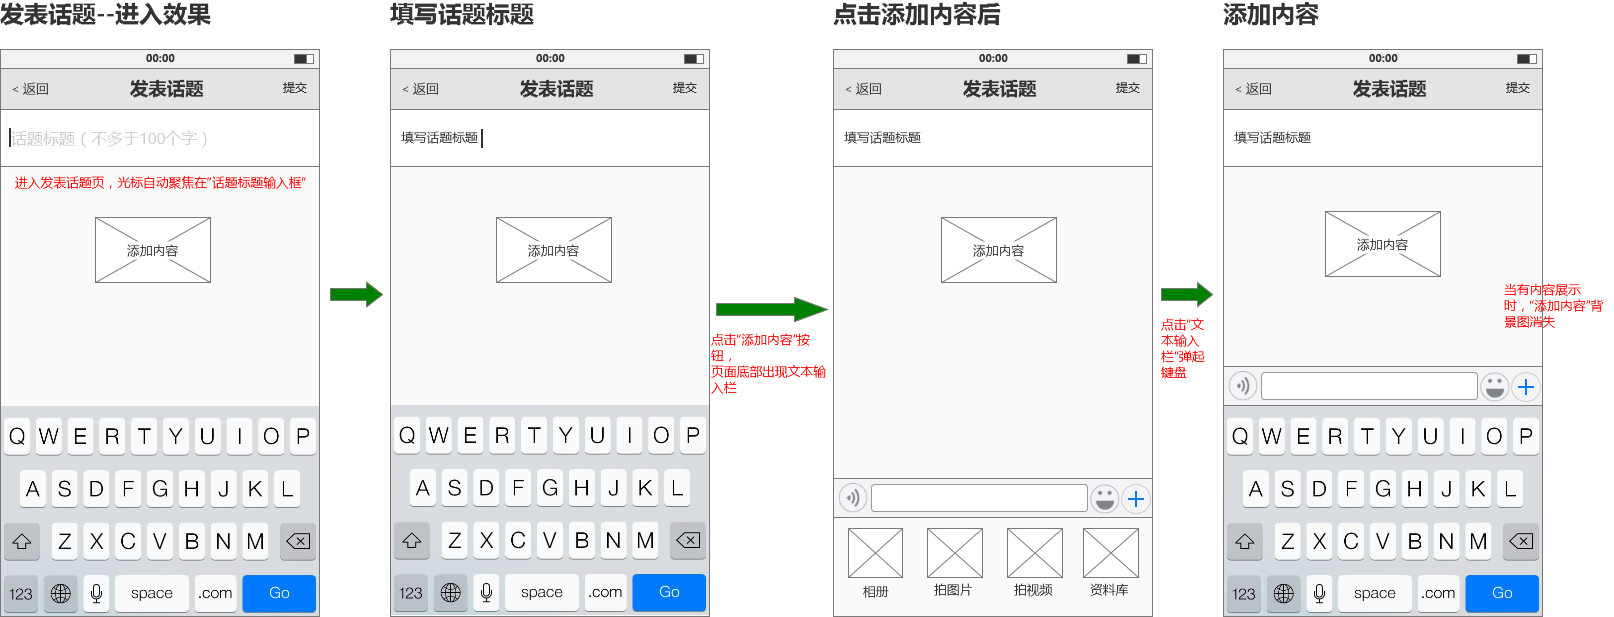 发表话题--进入效果
00:00
< 返回
发表话题
提交
话题标题（不多于100个字）
进入发表话题页，光标自动聚焦在“话题标题输入框”
添加内容
Q W E R T Y U I O P
A S D F G H J K L
Z X C V B N M
123 space .com Go
填写话题标题
00:00
< 返回
发表话题
提交
填写话题标题
添加内容
Q W E R T Y U I O P
A S D F G H J K L
Z X C V B N M
123 space .com Go
点击“添加内容”按
钮，
页面底部出现文本输
入栏
点击添加内容后
00:00
< 返回
发表话题
提交
填写话题标题
添加内容
相册
拍图片
拍视频
资料库
点击“文
本输入
栏”弹起
键盘
添加内容
00:00
< 返回
发表话题
提交
填写话题标题
添加内容
当有内容展示
时，“添加内容”背
景图消失
Q W E R T Y U I O P
A S D F G H J K L
Z X C V B N M
123 space .com Go